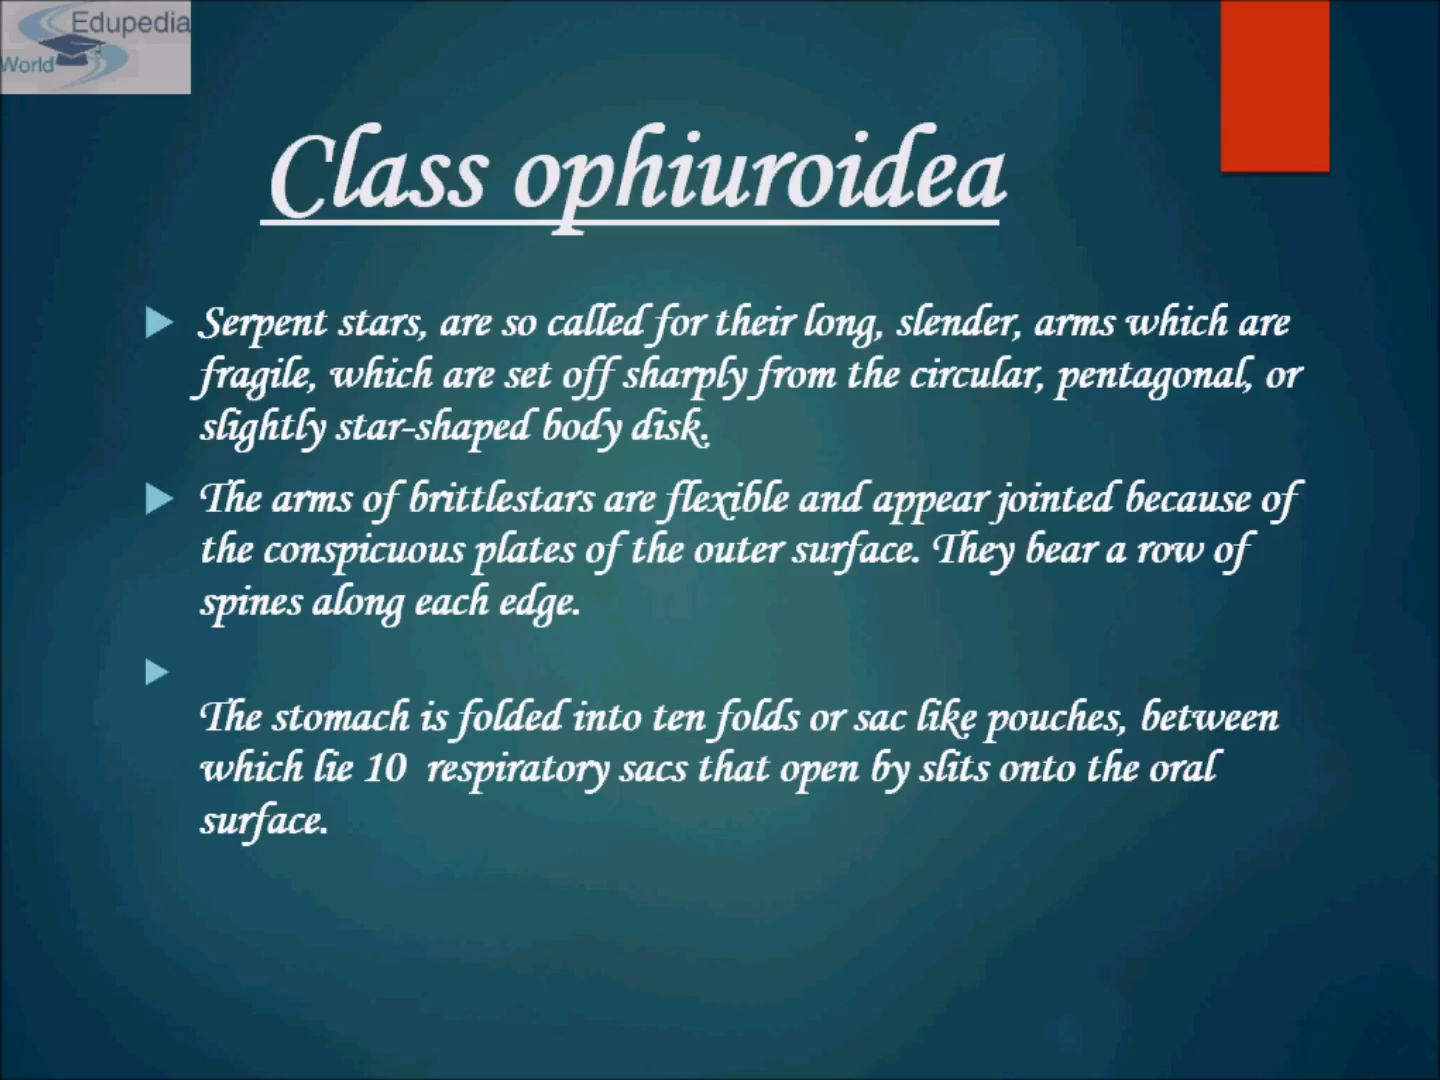 Edupedia
World
Class ophiuroidea
Serpent stars, are so called for their long, slender, arms which are
fragile, which are set off sharply from the circular, pentagonal, or
slightly star-shaped body disk.
The arms of brittlestars are flexible and appear jointed because of
the conspicuous plates of the outer surface. They bear a row of
spines along each edge.
The stomach is folded into ten folds or sac like pouches, between
which lie 10 respiratory sacs that open by slits onto the oral
surface.